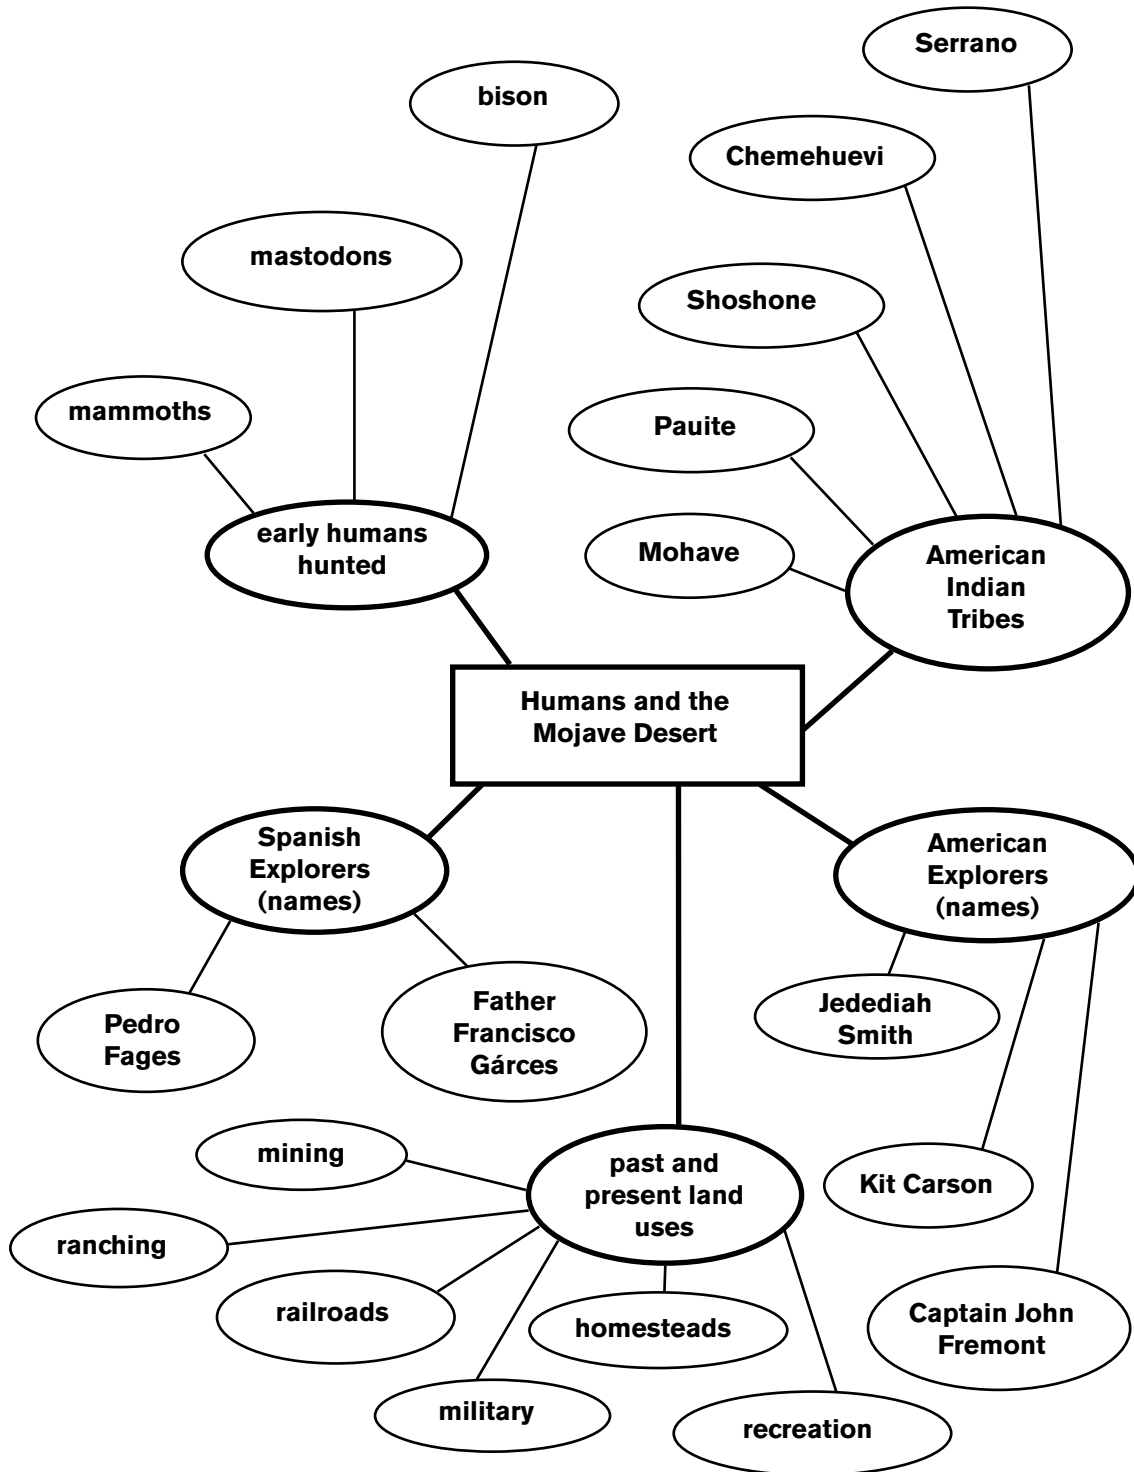 Serrano
bison
Chemehuevi
mastodons
Shoshone
mammoths
Pauite
early humans
hunted
Mohave
American
Indian
Tribes
Humans and the
Mojave Desert
Spanish
Explorers
(names)
American
Explorers
(names)
Pedro
Fages
Father
Francisco
Gárces
Jedediah
Smith
mining
past and
present land
uses
Kit Carson
ranching
railroads
homesteads
Captain John
Fremont
military
recreation